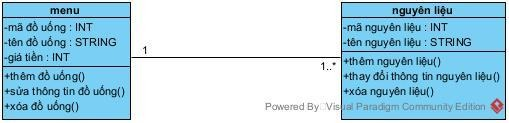 menu
-mã đồ uống : INT
-tên đồ uống : STRING
-giá tiền : INT
+thêm đồ uống()
+sửa thông tin đồ uống()
+xóa đồ uống()
1
1..*
nguyên liệu
-mã nguyên liệu : INT
-tên nguyên liệu : STRING
+thêm nguyên liệu()
+thay đổi thông tin nguyên liệu()
+xóa nguyên liệu()
Powered By Visual Paradigm Community Edition